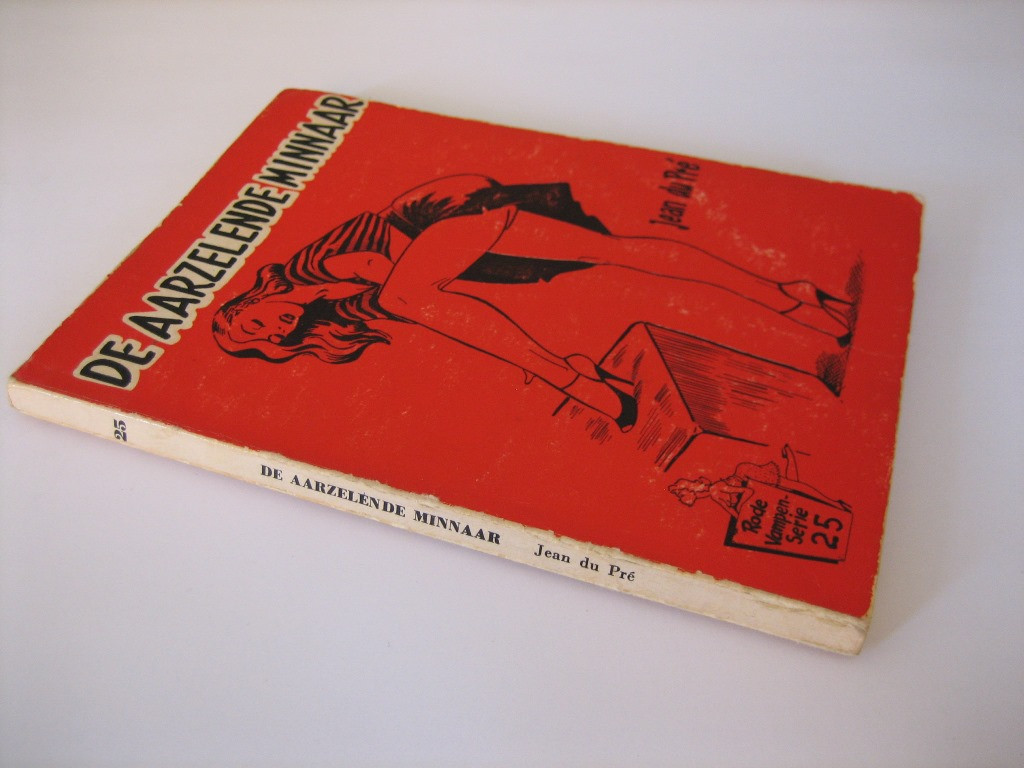 DE AARZELENDE MINNAAR
Jean du Pré
Rode
Vampen-
Serie
25
25
DE AARZELENDE MINNAAR
Jean du Pré